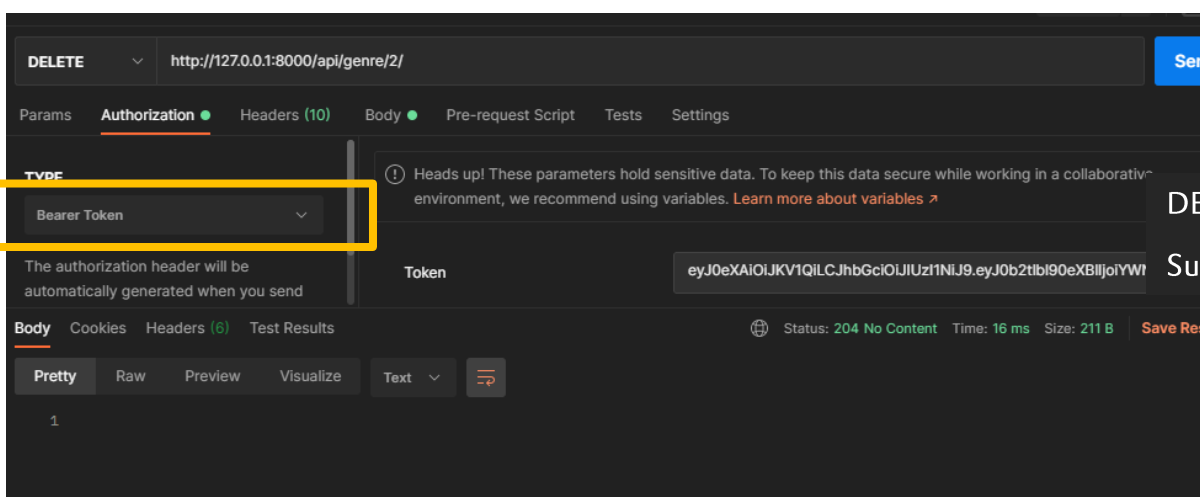 DELETE http://127.0.0.1:8000/api/genre/2/
Params Authorization Headers (10) Body Pre-request Script Tests Settings
TYPE
Bearer Token
The authorization header will be
automatically generated when you send
Heads up! These parameters hold sensitive data. To keep this data secure while working in a collaborative
environment, we recommend using variables. Learn more about variables ↗
Token
Body Cookies Headers (6) Test Results
Status: 204 No Content Time: 16 ms Size: 211 B Save
Pretty Raw Preview Visualize Text
1